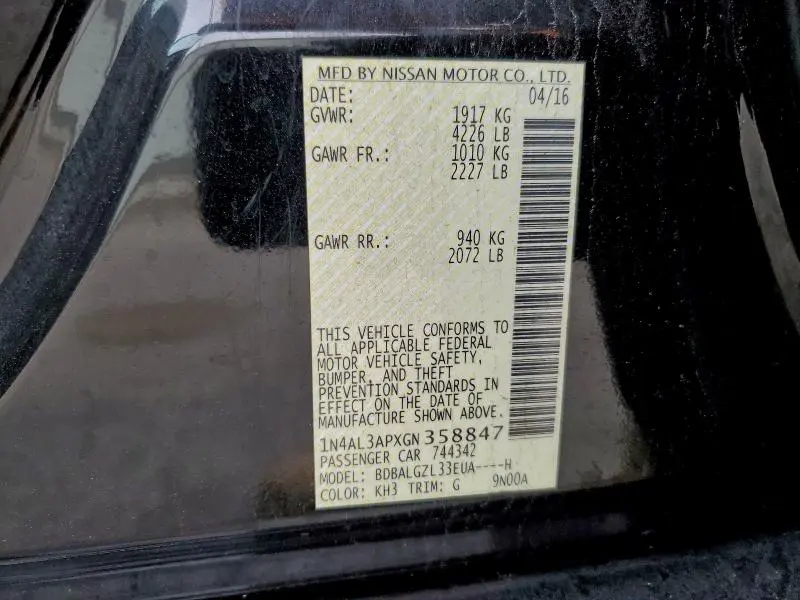 MFD BY NISSAN MOTOR CO., LTD.
DATE: 04/16
GVWR: 1917 KG
4226 LB
GAWR FR.: 1010 KG
2227 LB
GAWR RR.: 940 KG
2072 LB
THIS VEHICLE CONFORMS TO
ALL APPLICABLE FEDERAL
MOTOR VEHICLE SAFETY,
BUMPER, AND THEFT
PREVENTION STANDARDS IN
EFFECT ON THE DATE OF
MANUFACTURE SHOWN ABOVE.
1N4AL3APXGN358847
PASSENGER CAR 744342
MODEL: BDBALGZL33EUA----H
COLOR: KH3 TRIM: G 9N00A